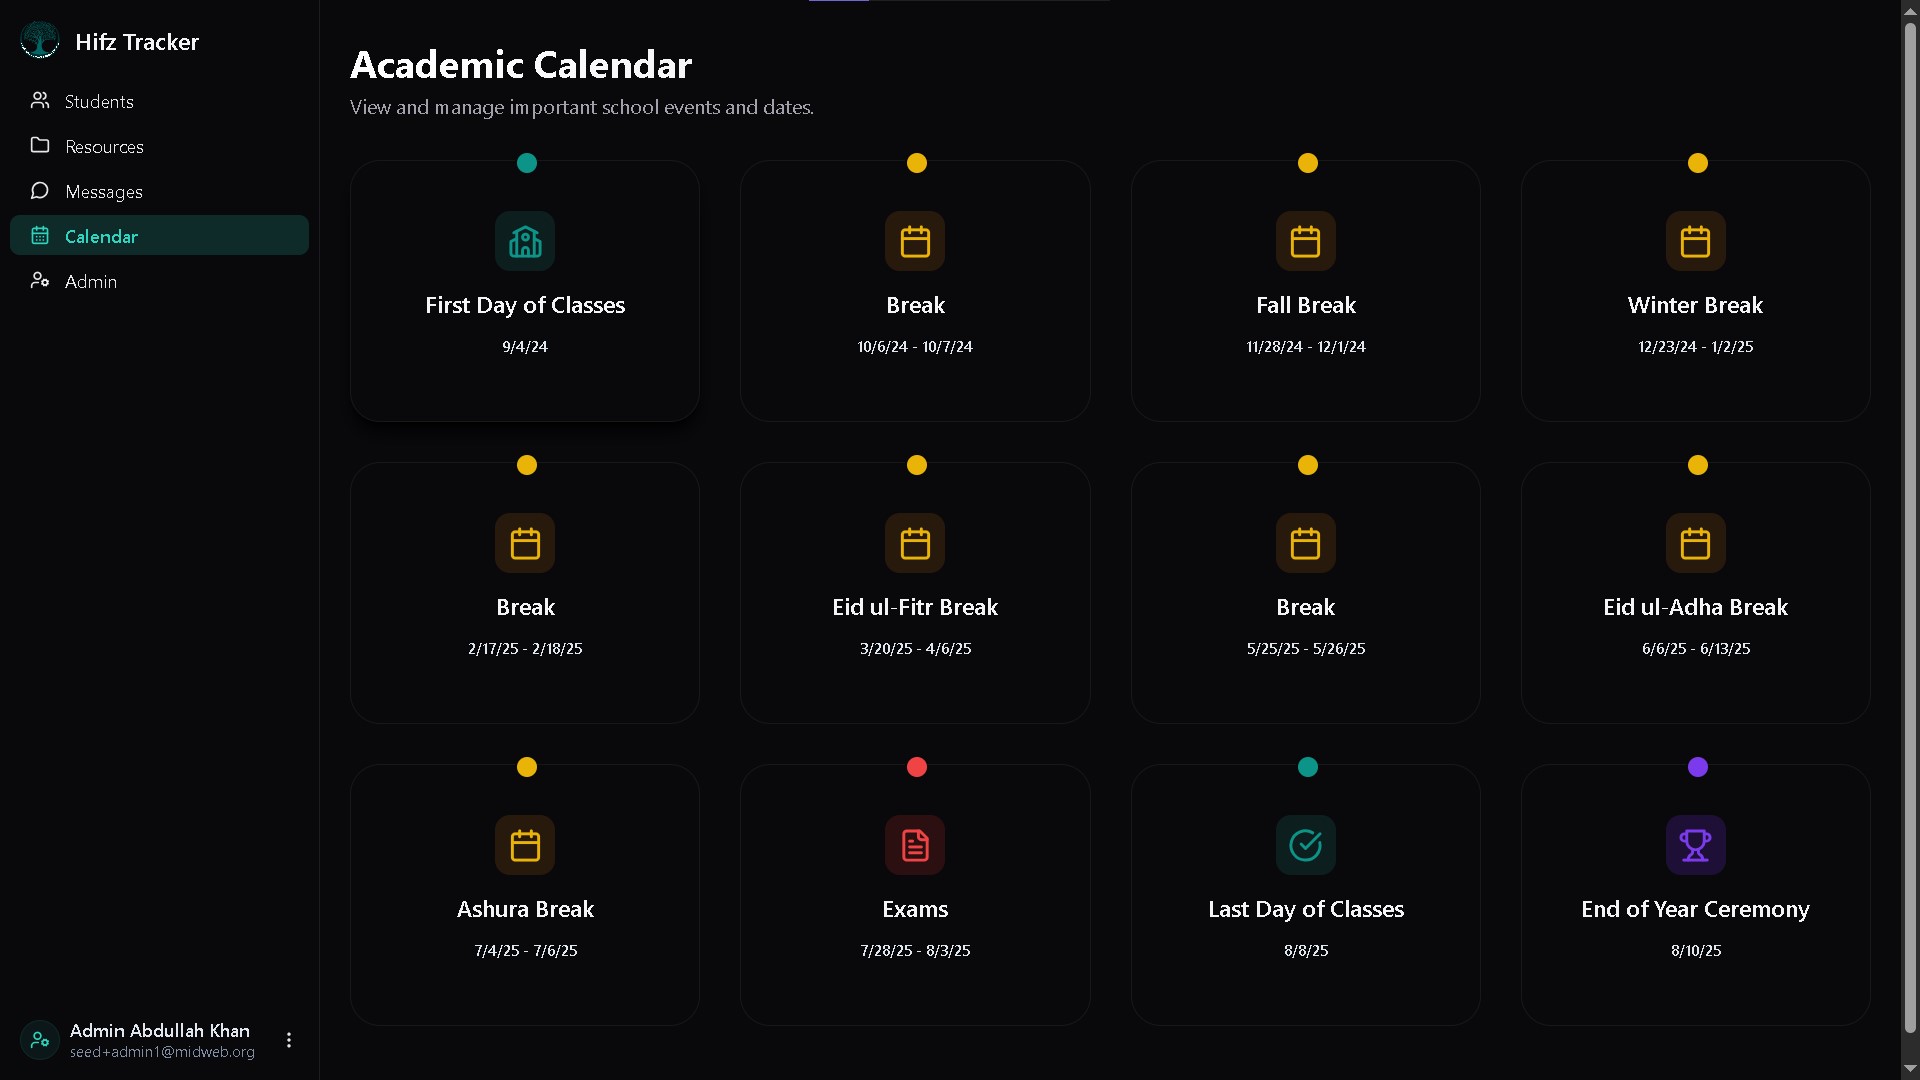 Hifz Tracker
Students
Resources
Messages
Calendar
Admin
Admin Abdullah Khan
seed+admin1@midweb.org
Academic Calendar
View and manage important school events and dates.
First Day of Classes
9/4/24
Break
10/6/24 - 10/7/24
Fall Break
11/28/24 - 12/1/24
Winter Break
12/23/24 - 1/2/25
Break
2/17/25 - 2/18/25
Eid ul-Fitr Break
3/20/25 - 4/6/25
Break
5/25/25 - 5/26/25
Eid ul-Adha Break
6/6/25 - 6/13/25
Ashura Break
7/4/25 - 7/6/25
Exams
7/28/25 - 8/3/25
Last Day of Classes
8/8/25
End of Year Ceremony
8/10/25